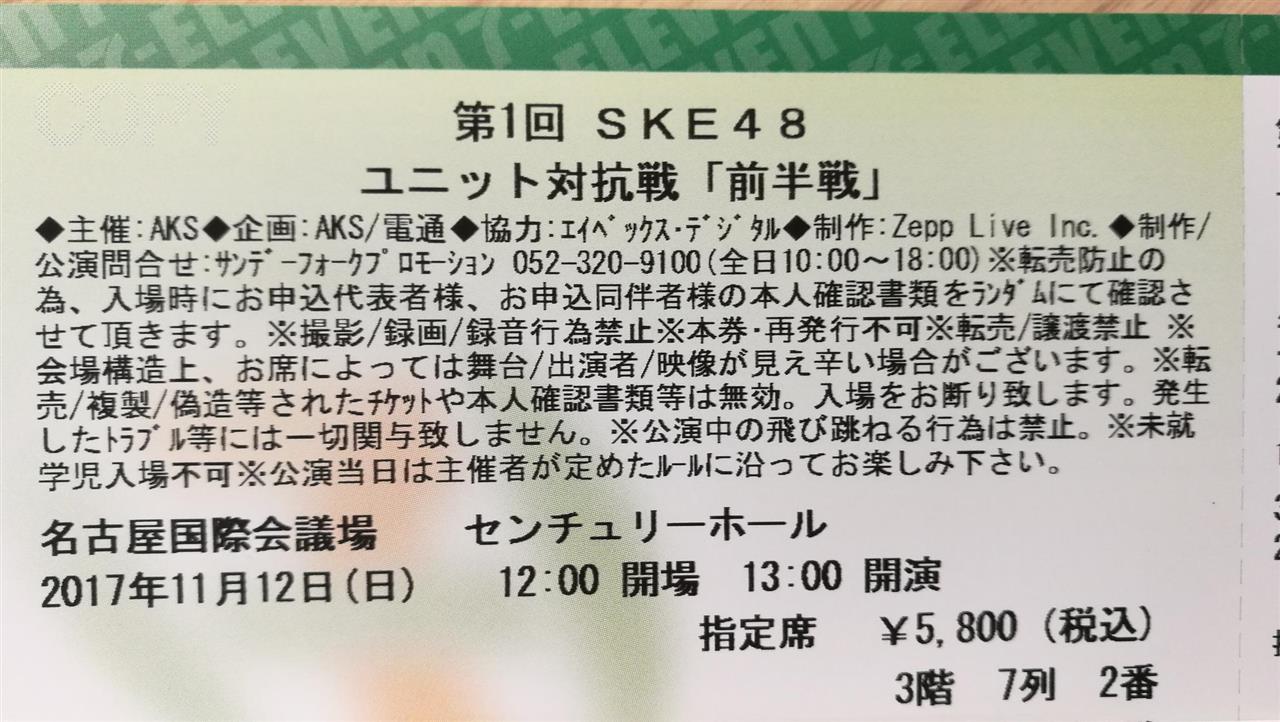 7-ELEVEN 7-ELEVEN
COPY
第1回 ＳＫＥ４８
ユニット対抗戦「前半戦」
◆主催:AKS◆企画:AKS/電通◆協力:ｴｲﾍﾞｯｸｽ･ﾃﾞｼﾞﾀﾙ◆制作:Zepp Live Inc.◆制作/
公演問合せ:ｻﾝﾃﾞｰﾌｫｰｸﾌﾟﾛﾓｰｼｮﾝ 052-320-9100(全日10:00〜18:00)※転売防止の
為、入場時にお申込代表者様、お申込同伴者様の本人確認書類をﾗﾝﾀﾞﾑにて確認さ
せて頂きます。※撮影/録画/録音行為禁止※本券･再発行不可※転売/譲渡禁止 ※
会場構造上、お席によっては舞台/出演者/映像が見え辛い場合がございます。※転
売/複製/偽造等されたﾁｹｯﾄや本人確認書類等は無効。入場をお断り致します。発生
したﾄﾗﾌﾞﾙ等には一切関与致しません。※公演中の飛び跳ねる行為は禁止。※未就
学児入場不可※公演当日は主催者が定めたﾙｰﾙに沿ってお楽しみ下さい。
名古屋国際会議場　　センチュリーホール
2017年11月12日(日)　　12:00 開場　13:00 開演
指定席　　￥5,800 (税込)
3階　7列　2番